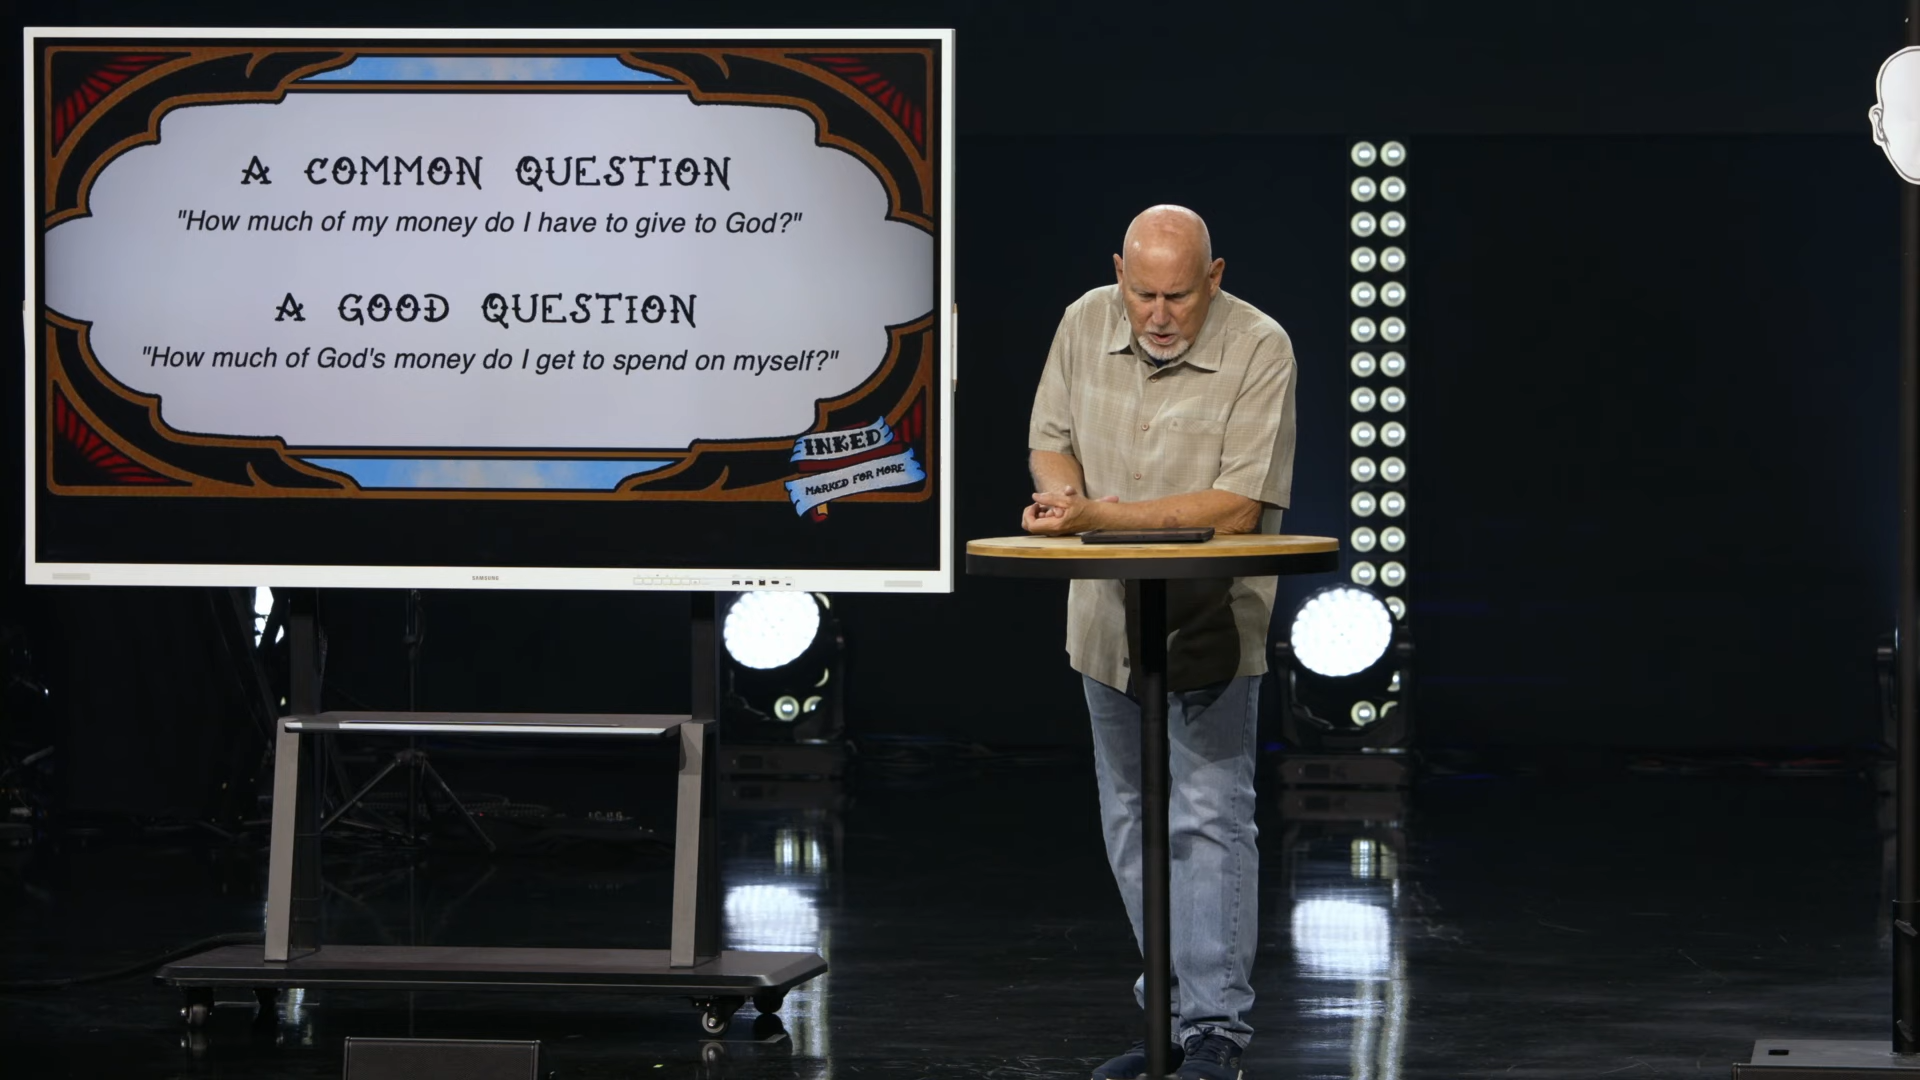 A COMMON QUESTION
"How much of my money do I have to give to God?"
A GOOD QUESTION
"How much of God's money do I get to spend on myself?"
INKED
MARKED FOR MORE
SAMSUNG